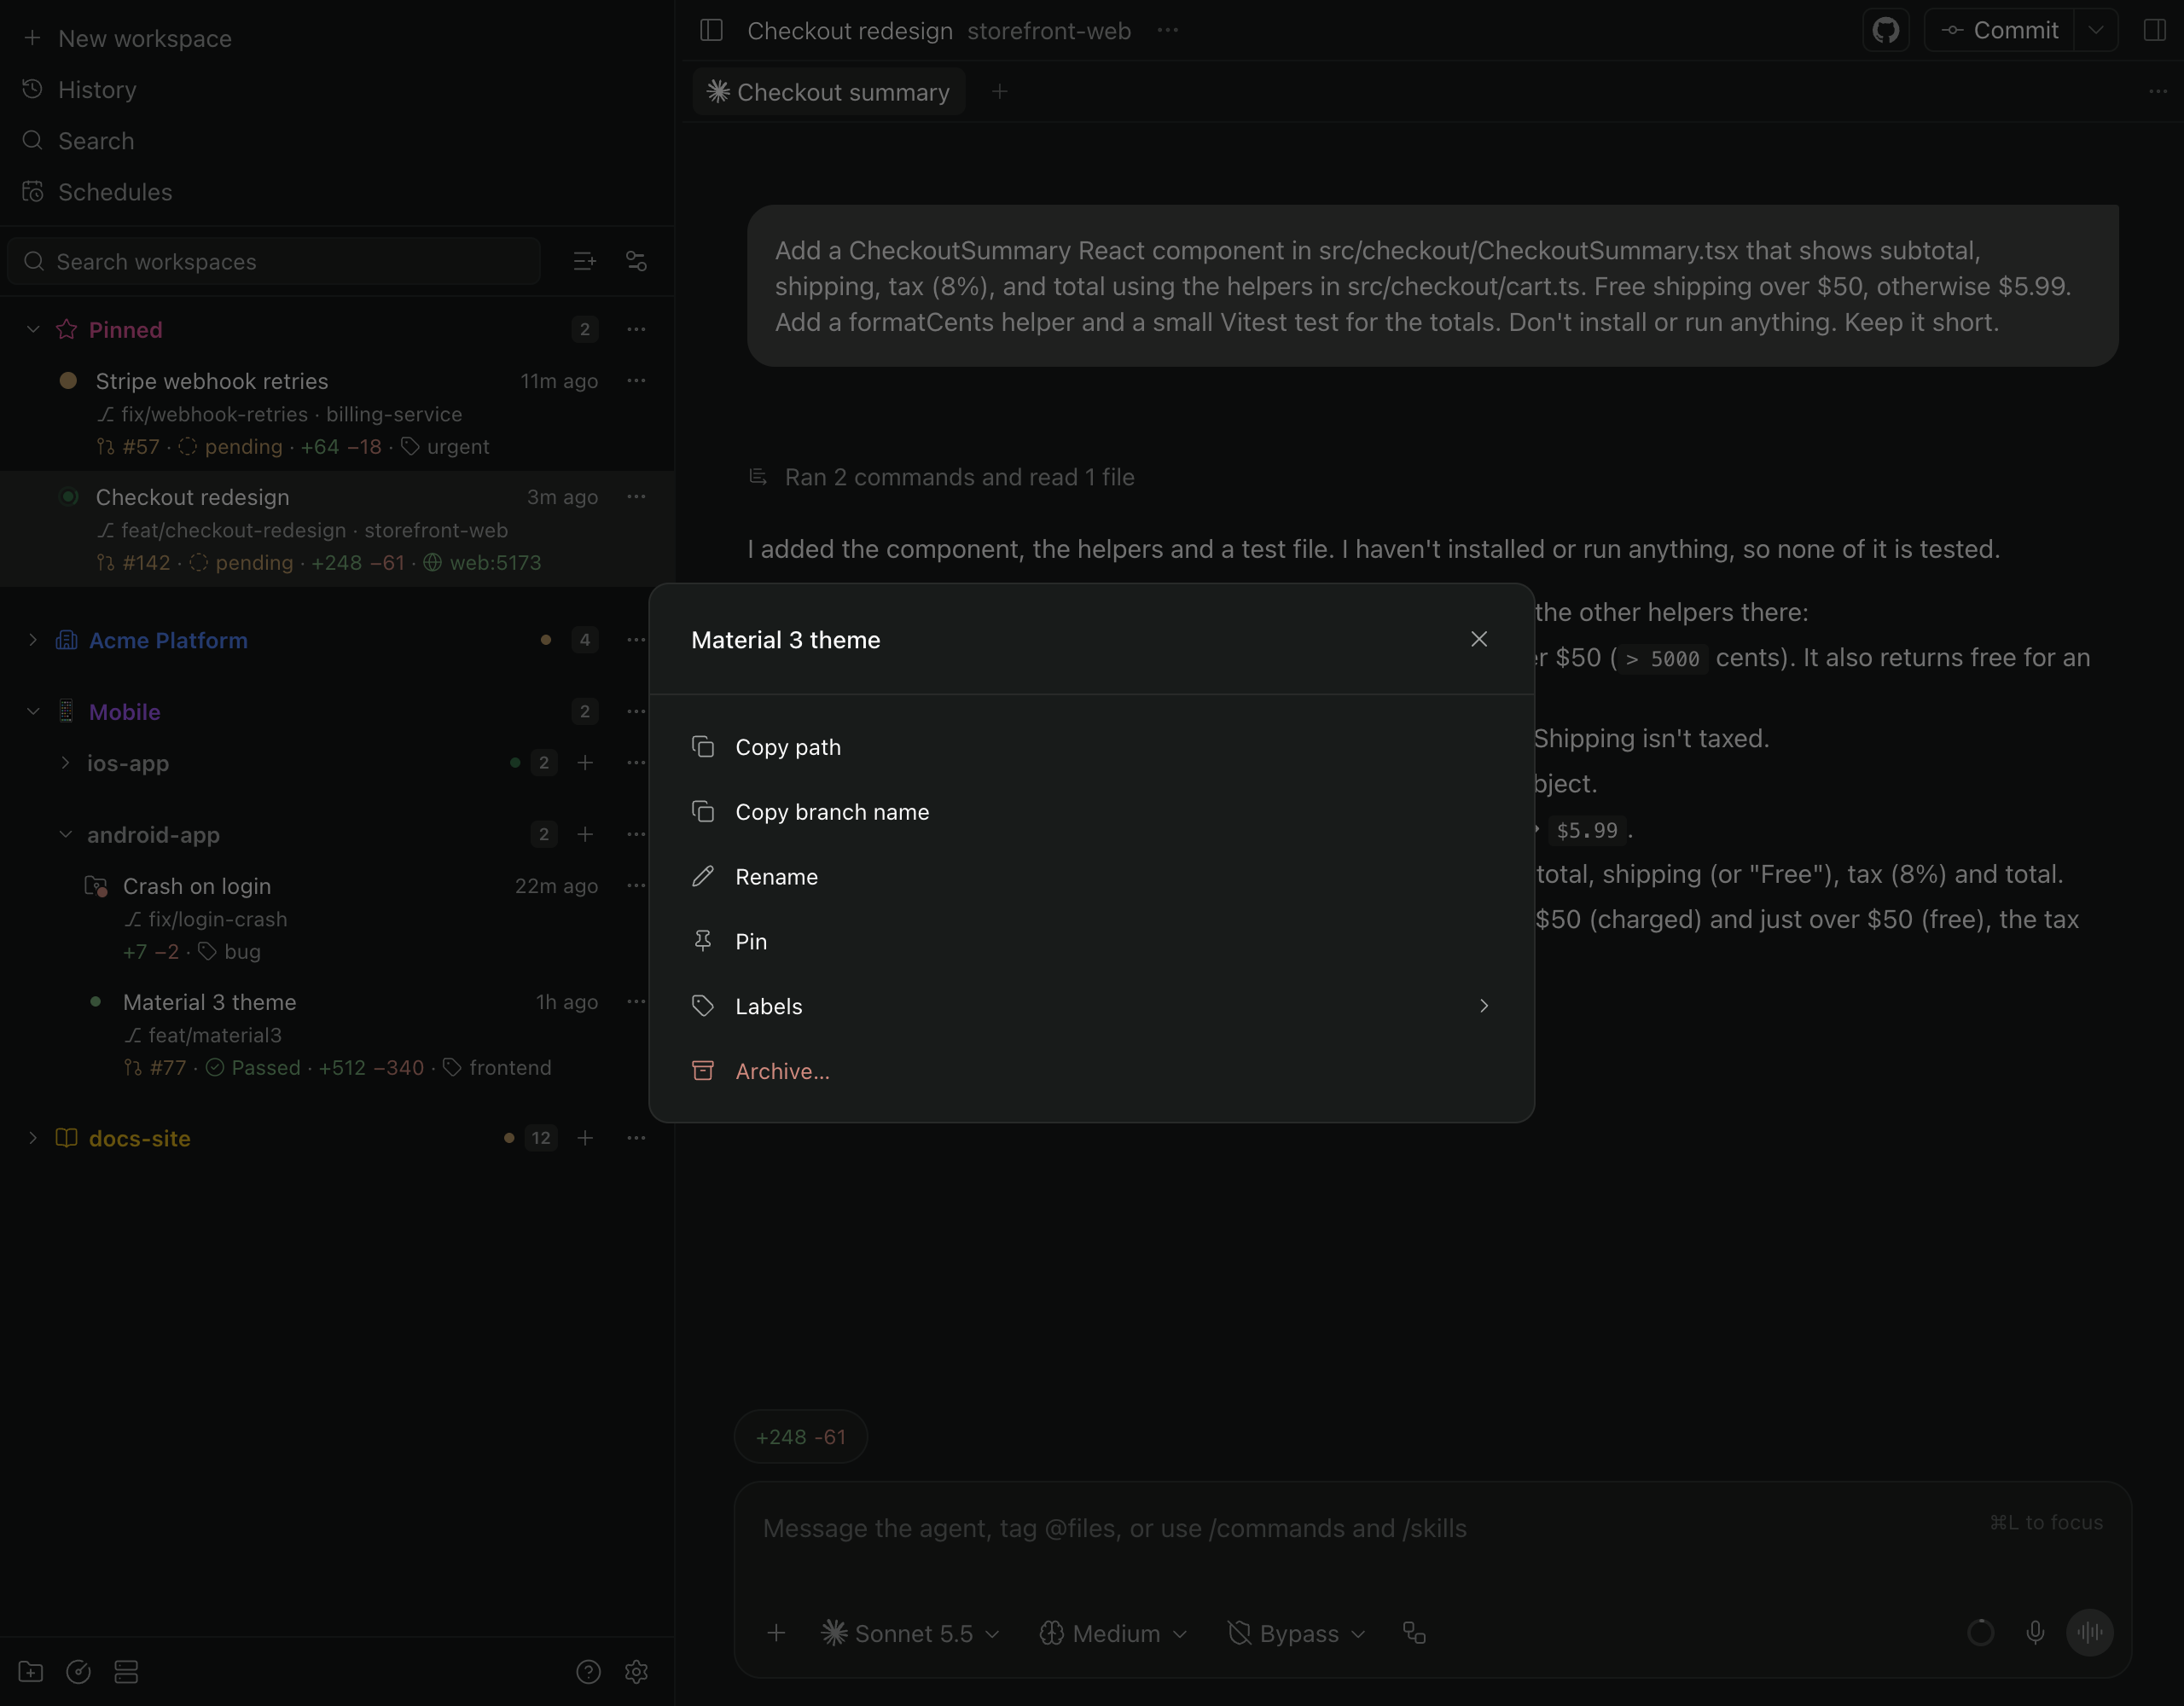 New workspace
History
Search
Schedules
Search workspaces
Pinned 2
Stripe webhook retries 11m ago
fix/webhook-retries · billing-service
#57 · pending · +64 −18 · urgent
Checkout redesign 3m ago
feat/checkout-redesign · storefront-web
#142 · pending · +248 −61 · web:5173
Acme Platform 4
Mobile 2
ios-app 2
android-app 2
Crash on login 22m ago
fix/login-crash
+7 −2 · bug
Material 3 theme 1h ago
feat/material3
#77 · Passed · +512 −340 · frontend
docs-site 12
Checkout redesign storefront-web
Commit
Checkout summary
Add a CheckoutSummary React component in src/checkout/CheckoutSummary.tsx that shows subtotal,
shipping, tax (8%), and total using the helpers in src/checkout/cart.ts. Free shipping over $50, otherwise $5.99.
Add a formatCents helper and a small Vitest test for the totals. Don't install or run anything. Keep it short.
Ran 2 commands and read 1 file
I added the component, the helpers and a test file. I haven't installed or run anything, so none of it is tested.
the other helpers there:
$50 ( > 5000 cents). It also returns free for an
Shipping isn't taxed.
$5.99 .
total, shipping (or "Free"), tax (8%) and total.
$50 (charged) and just over $50 (free), the tax
Material 3 theme
Copy path
Copy branch name
Rename
Pin
Labels
Archive...
+248 -61
Message the agent, tag @files, or use /commands and /skills
⌘L to focus
Sonnet 5.5 Medium Bypass